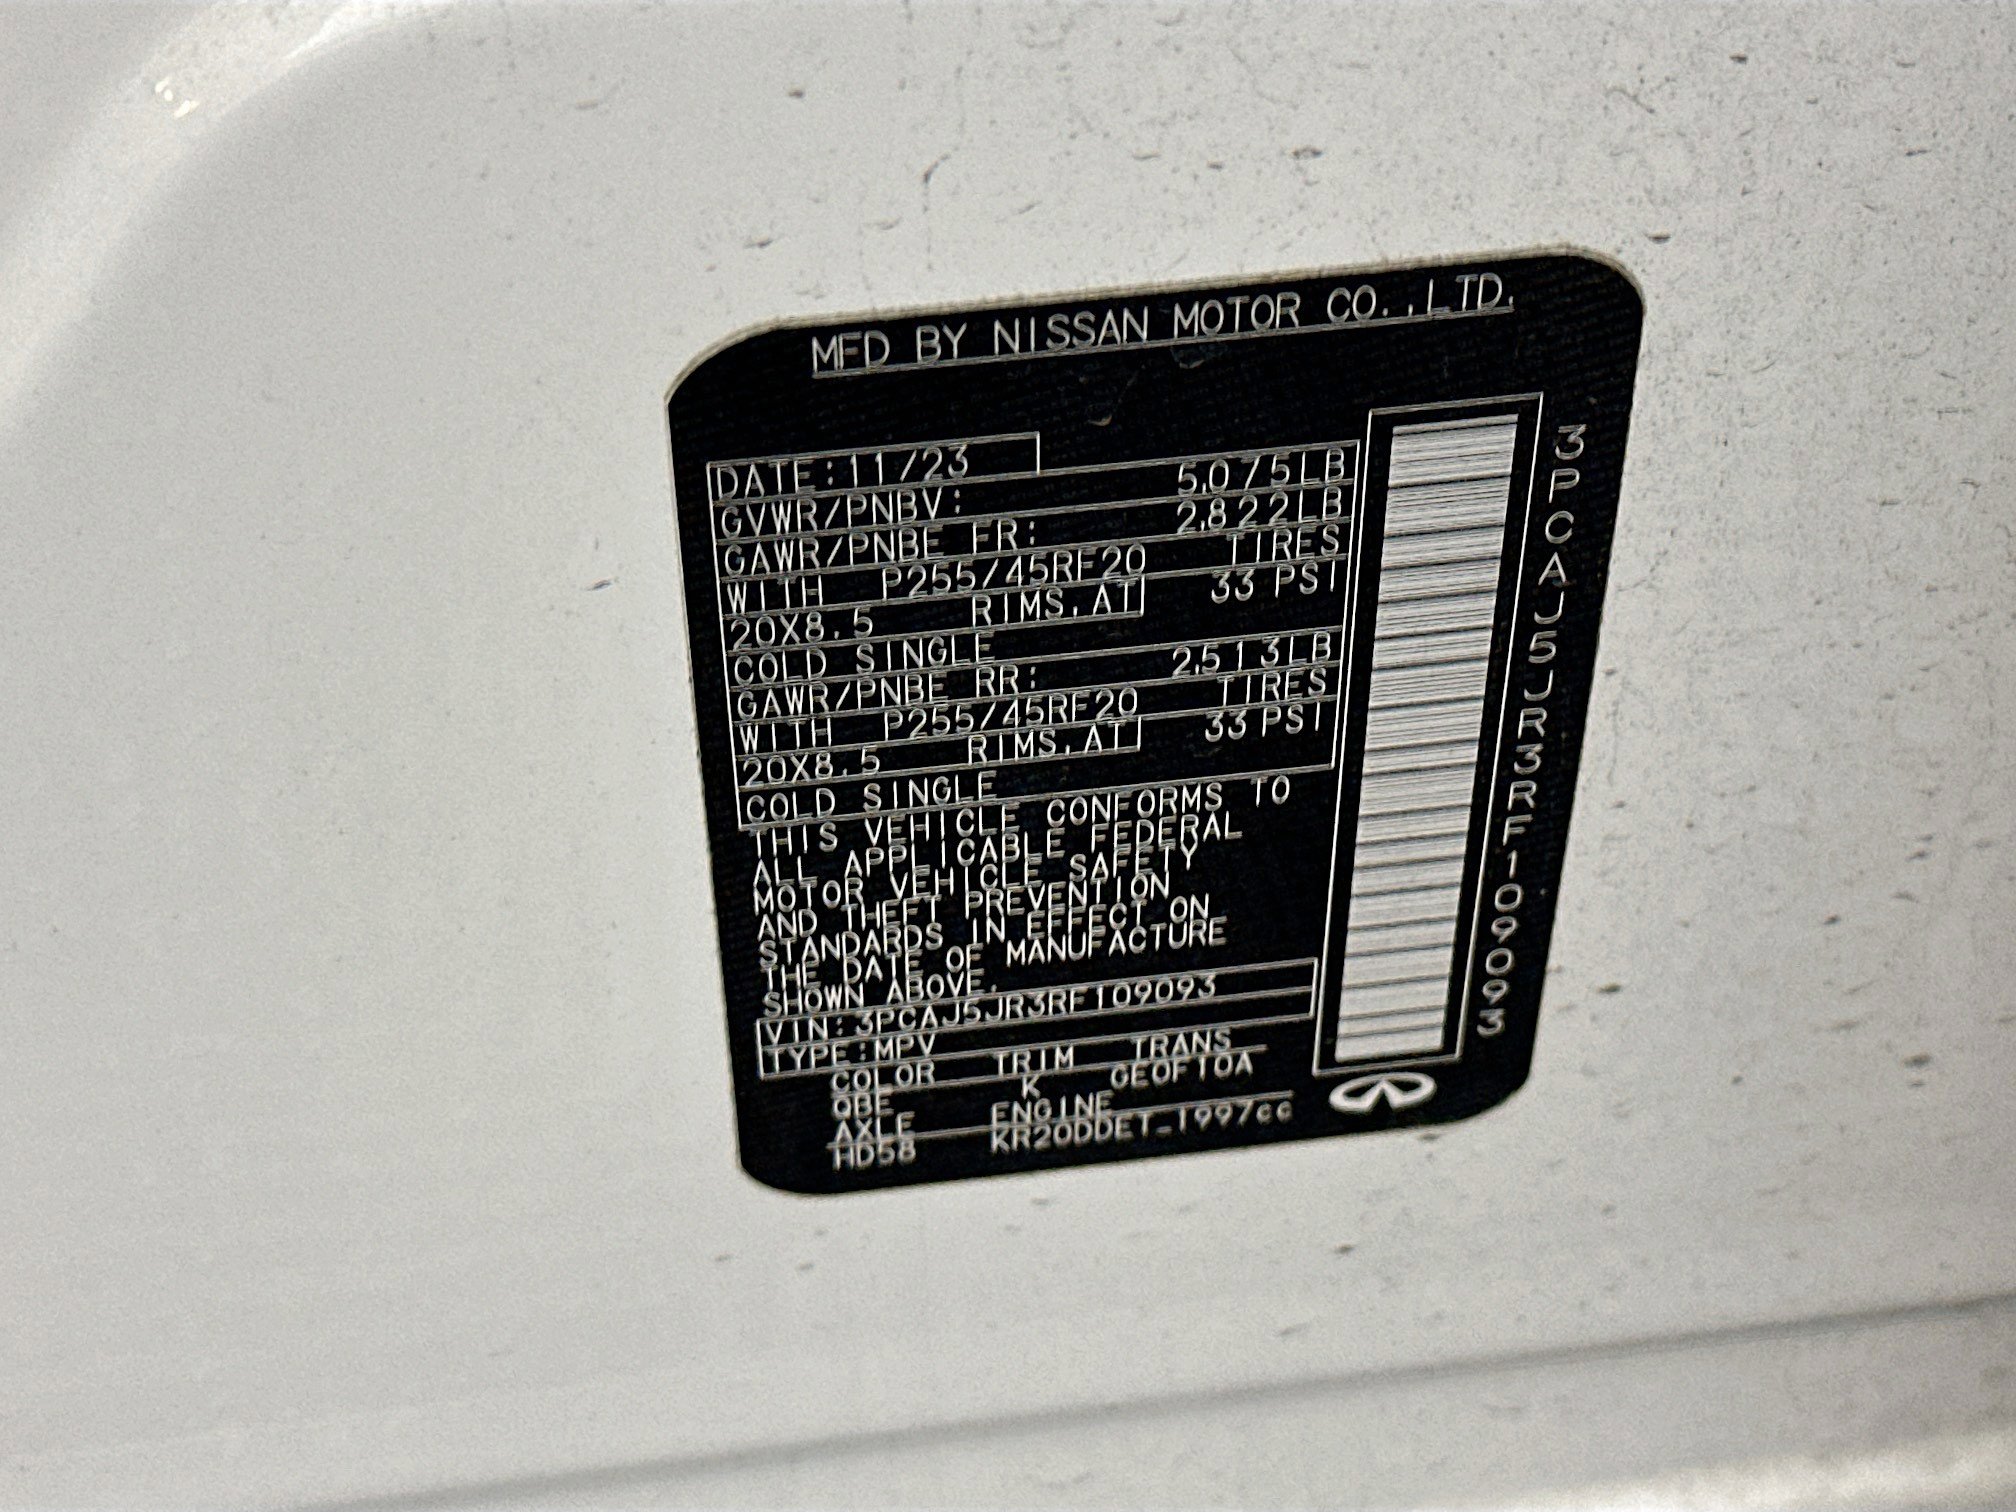 MFD BY NISSAN MOTOR CO.,LTD.
DATE:11/23
GVWR/PNBV: 5,075LB
GAWR/PNBE FR: 2,822LB
WITH P255/45RF20 TIRES
20X8.5 RIMS,AT 33 PSI
COLD SINGLE
GAWR/PNBE RR: 2,513LB
WITH P255/45RF20 TIRES
20X8.5 RIMS,AT 33 PSI
COLD SINGLE
THIS VEHICLE CONFORMS TO
ALL APPLICABLE FEDERAL
MOTOR VEHICLE SAFETY
AND THEFT PREVENTION
STANDARDS IN EFFECT ON
THE DATE OF MANUFACTURE
SHOWN ABOVE.
VIN:3PCAJ5JR3RF109093
TYPE:MPV
COLOR TRIM TRANS
QBE K GEOF10A
AXLE ENGINE
HD58 KR20DDET_1997cc
3PCAJ5JR3RF109093